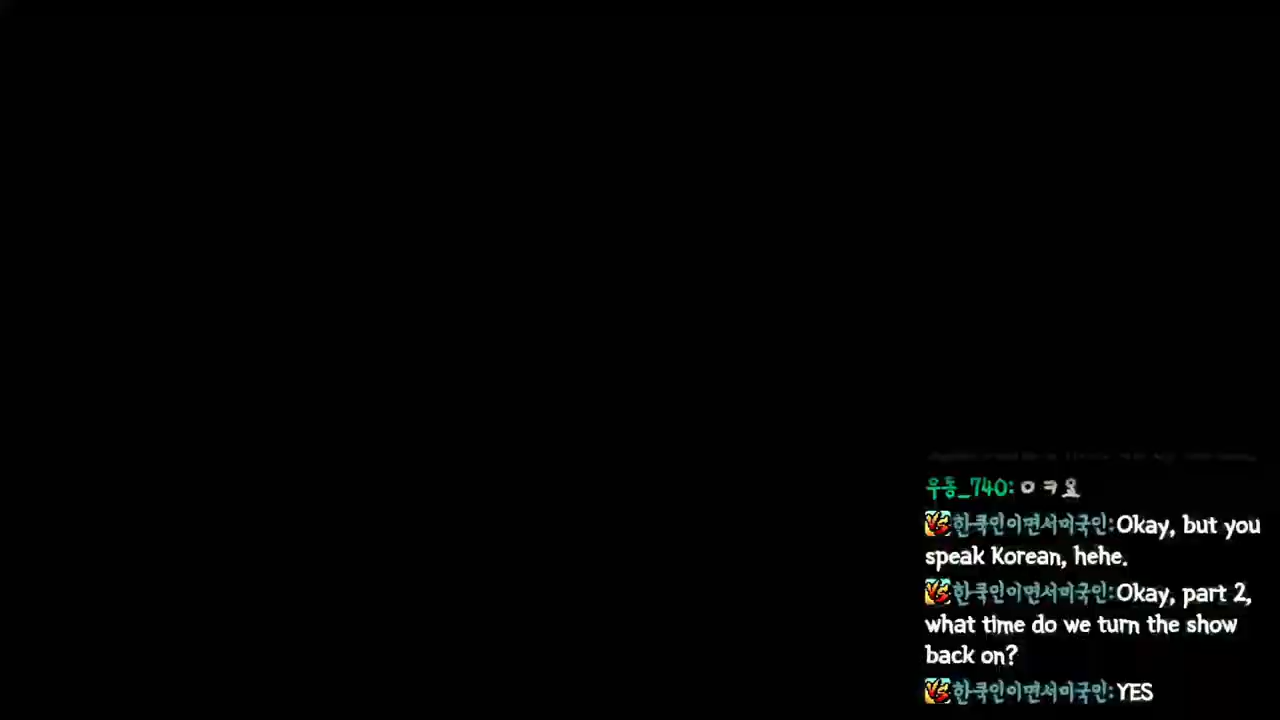 우동_740: ㅇㅋ요
한국인이면서미국인: Okay, but you
speak Korean, hehe.
한국인이면서미국인: Okay, part 2,
what time do we turn the show
back on?
한국인이면서미국인: YES